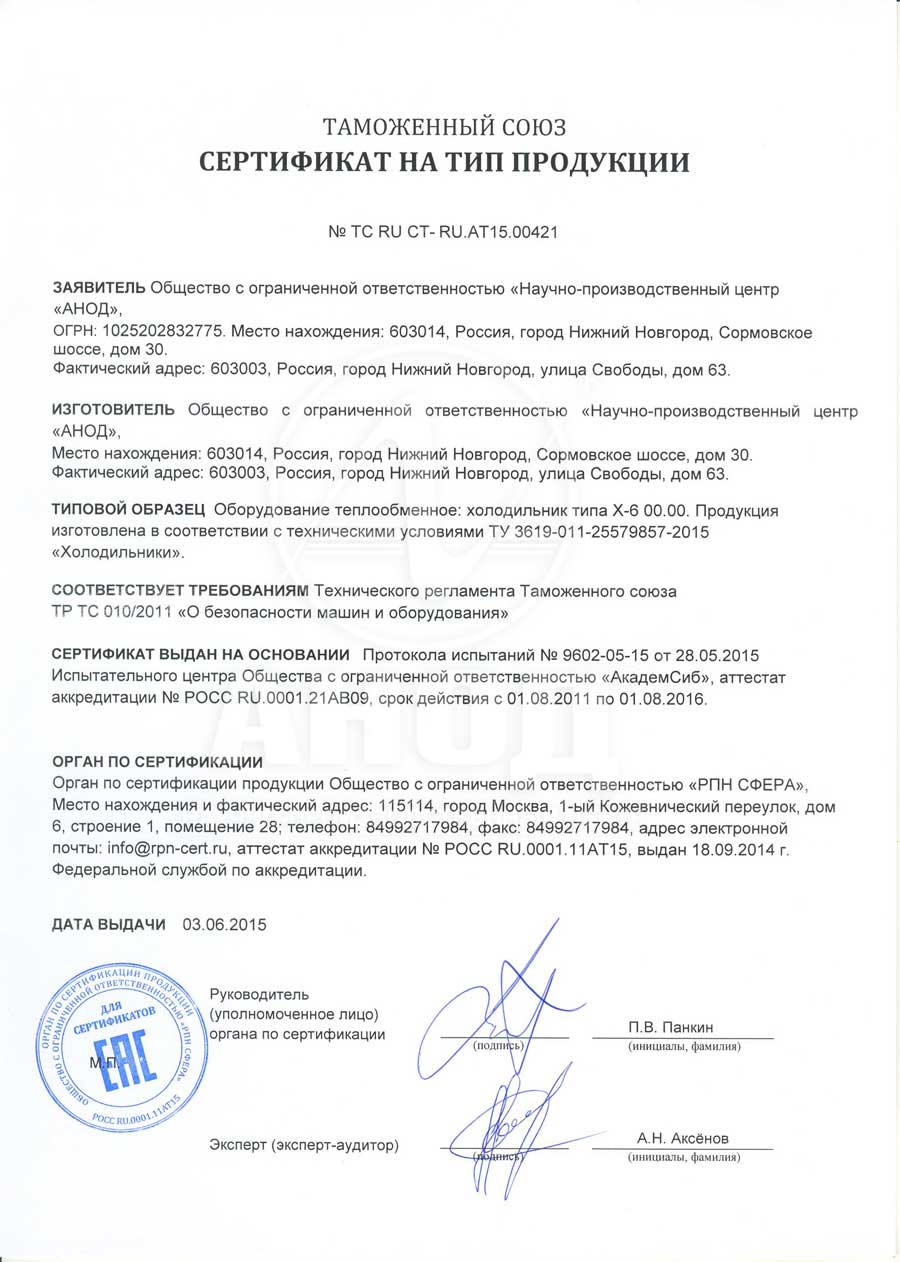 ТАМОЖЕННЫЙ СОЮЗ
СЕРТИФИКАТ НА ТИП ПРОДУКЦИИ
№ ТС RU СТ- RU.АТ15.00421
ЗАЯВИТЕЛЬ Общество с ограниченной ответственностью «Научно-производственный центр
«АНОД»,
ОГРН: 1025202832775. Место нахождения: 603014, Россия, город Нижний Новгород, Сормовское
шоссе, дом 30.
Фактический адрес: 603003, Россия, город Нижний Новгород, улица Свободы, дом 63.
ИЗГОТОВИТЕЛЬ Общество с ограниченной ответственностью «Научно-производственный центр
«АНОД»,
Место нахождения: 603014, Россия, город Нижний Новгород, Сормовское шоссе, дом 30.
Фактический адрес: 603003, Россия, город Нижний Новгород, улица Свободы, дом 63.
ТИПОВОЙ ОБРАЗЕЦ Оборудование теплообменное: холодильник типа Х-6 00.00. Продукция
изготовлена в соответствии с техническими условиями ТУ 3619-011-25579857-2015
«Холодильники».
СООТВЕТСТВУЕТ ТРЕБОВАНИЯМ Технического регламента Таможенного союза
ТР ТС 010/2011 «О безопасности машин и оборудования»
СЕРТИФИКАТ ВЫДАН НА ОСНОВАНИИ Протокола испытаний № 9602-05-15 от 28.05.2015
Испытательного центра Общества с ограниченной ответственностью «АкадемСиб», аттестат
аккредитации № РОСС RU.0001.21АВ09, срок действия с 01.08.2011 по 01.08.2016.
АНОД
ОРГАН ПО СЕРТИФИКАЦИИ
Орган по сертификации продукции Общество с ограниченной ответственностью «РПН СФЕРА»,
Место нахождения и фактический адрес: 115114, город Москва, 1-ый Кожевнический переулок, дом
6, строение 1, помещение 28; телефон: 84992717984, факс: 84992717984, адрес электронной
почты: info@rpn-cert.ru, аттестат аккредитации № РОСС RU.0001.11АТ15, выдан 18.09.2014 г.
Федеральной службой по аккредитации.
ДАТА ВЫДАЧИ 03.06.2015
ОРГАН ПО СЕРТИФИКАЦИИ ПРОДУКЦИИ
ОБЩЕСТВО С ОГРАНИЧЕННОЙ ОТВЕТСТВЕННОСТЬЮ «РПН СФЕРА»
ДЛЯ
СЕРТИФИКАТОВ
ЕАС
М.П.
РОСС RU.0001.11АТ15
Руководитель
(уполномоченное лицо)
органа по сертификации
(подпись)
П.В. Панкин
(инициалы, фамилия)
Эксперт (эксперт-аудитор)
(подпись)
А.Н. Аксёнов
(инициалы, фамилия)